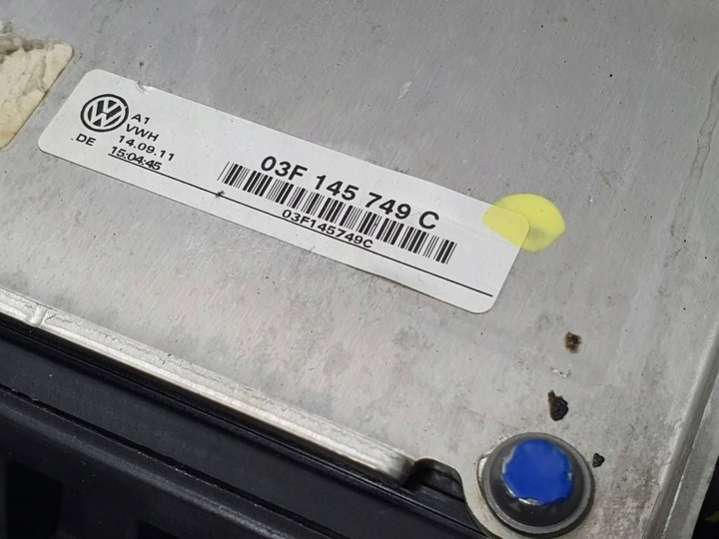 A1
VWH
14.09.11
.DE 15:04:45
03F 145 749 C
03F145749C